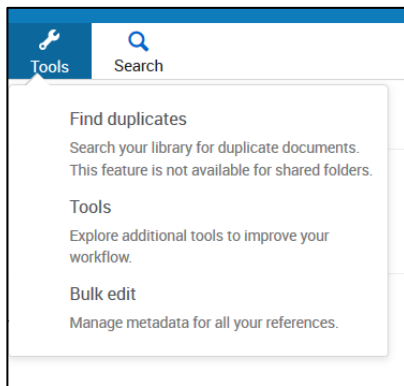 Tools
Search
Find duplicates
Search your library for duplicate documents.
This feature is not available for shared folders.
Tools
Explore additional tools to improve your
workflow.
Bulk edit
Manage metadata for all your references.